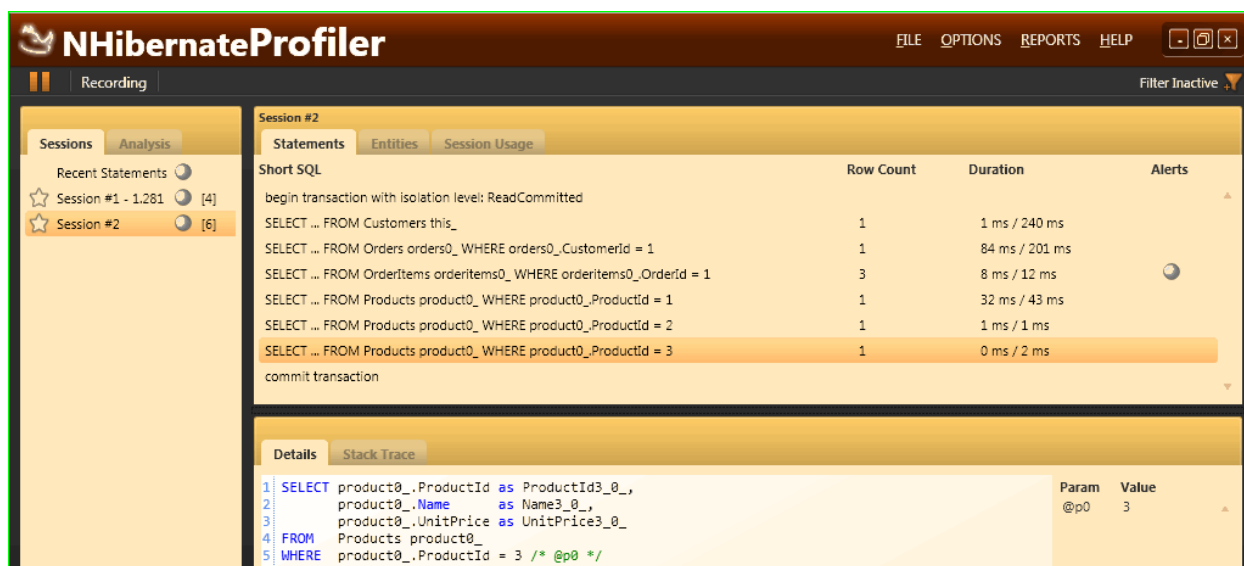 NHibernateProfiler
FILE OPTIONS REPORTS HELP
Recording
Filter Inactive
Sessions Analysis
Recent Statements
Session #1 - 1.281 [4]
Session #2 [6]
Session #2
Statements Entities Session Usage
Short SQL Row Count Duration Alerts
begin transaction with isolation level: ReadCommitted
SELECT ... FROM Customers this_ 1 1 ms / 240 ms
SELECT ... FROM Orders orders0_ WHERE orders0_.CustomerId = 1 1 84 ms / 201 ms
SELECT ... FROM OrderItems orderitems0_ WHERE orderitems0_.OrderId = 1 3 8 ms / 12 ms
SELECT ... FROM Products product0_ WHERE product0_.ProductId = 1 1 32 ms / 43 ms
SELECT ... FROM Products product0_ WHERE product0_.ProductId = 2 1 1 ms / 1 ms
SELECT ... FROM Products product0_ WHERE product0_.ProductId = 3 1 0 ms / 2 ms
commit transaction
Details Stack Trace
1 SELECT product0_.ProductId as ProductId3_0_,
2 product0_.Name as Name3_0_,
3 product0_.UnitPrice as UnitPrice3_0_
4 FROM Products product0_
5 WHERE product0_.ProductId = 3 /* @p0 */
Param Value
@p0 3